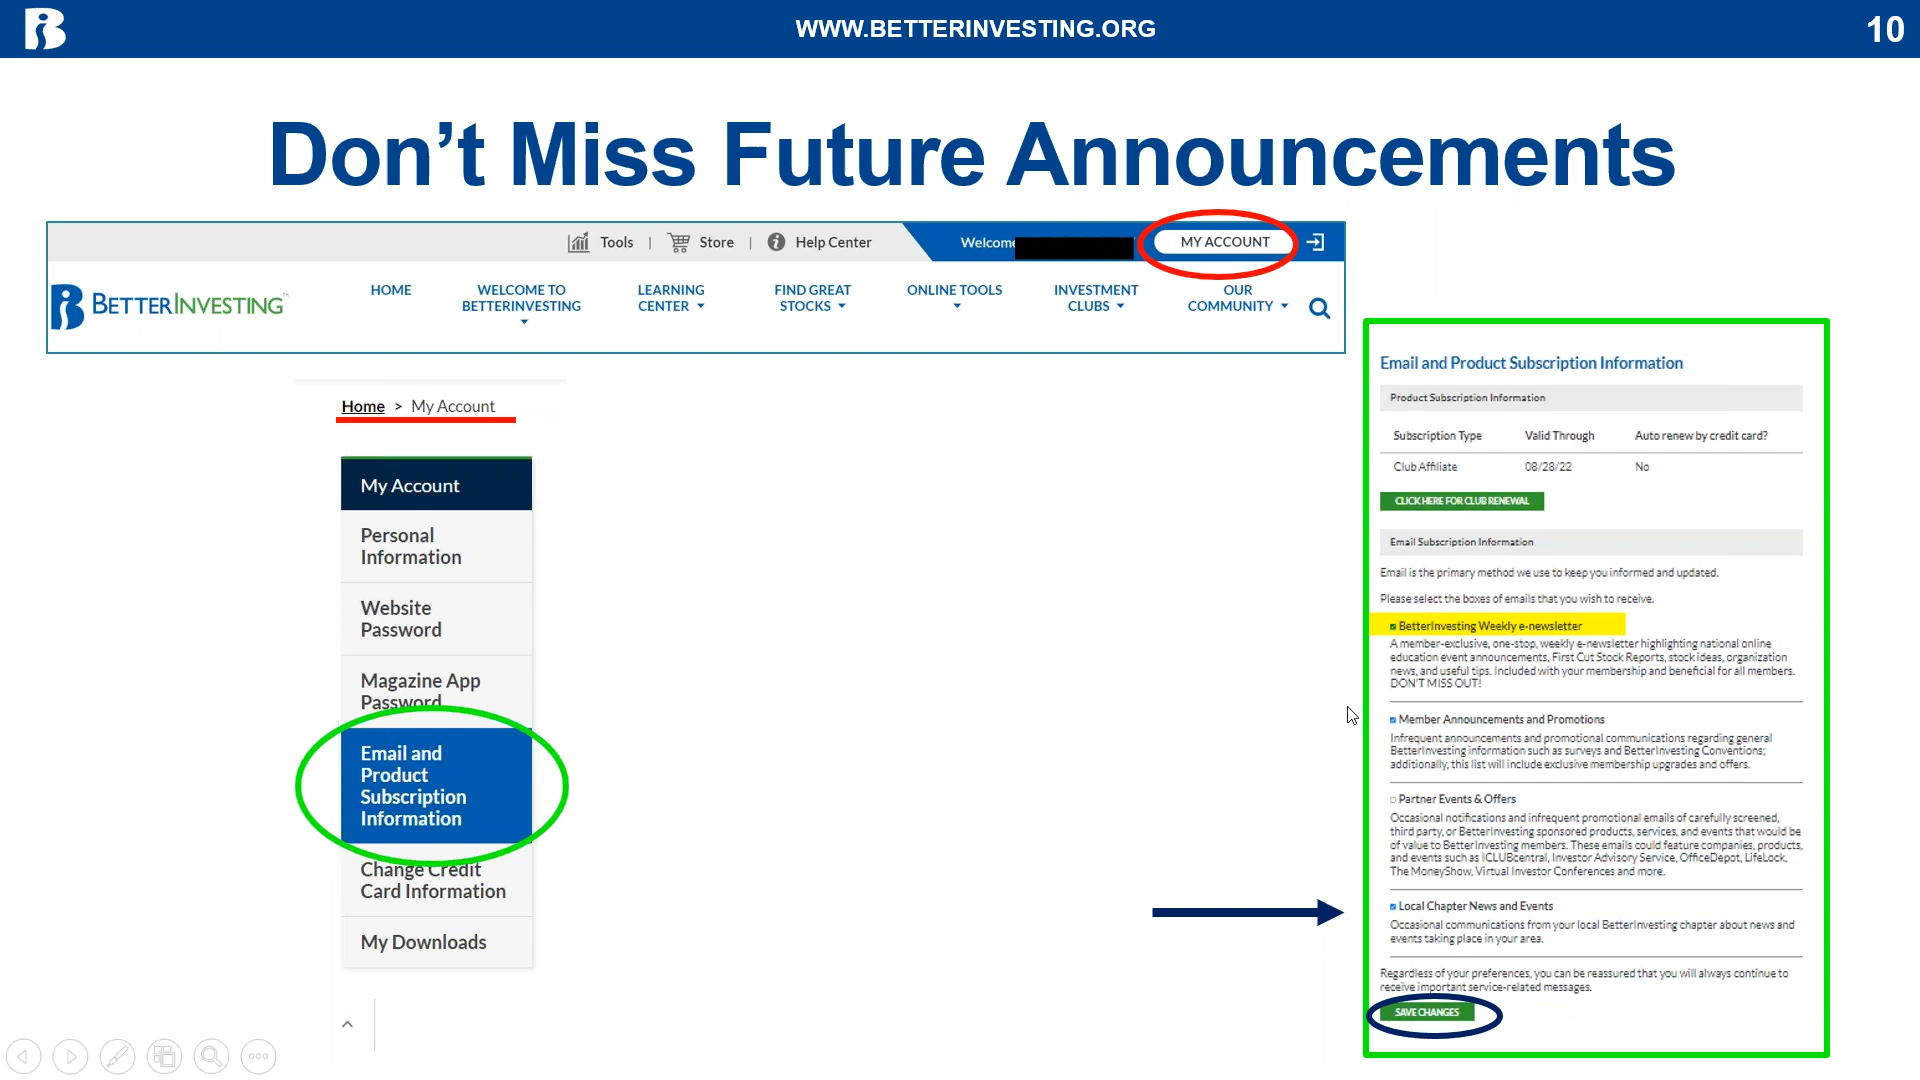 WWW.BETTERINVESTING.ORG
10
Don’t Miss Future Announcements
Tools | Store | Help Center
Welcome
MY ACCOUNT
BETTERINVESTING™
HOME
WELCOME TO
BETTERINVESTING
LEARNING
CENTER
FIND GREAT
STOCKS
ONLINE TOOLS
INVESTMENT
CLUBS
OUR
COMMUNITY
Home > My Account
My Account
Personal
Information
Website
Password
Magazine App
Password
Email and
Product
Subscription
Information
Change Credit
Card Information
My Downloads
Email and Product Subscription Information
Product Subscription Information
Subscription Type Valid Through Auto renew by credit card?
Club Affiliate 08/28/22 No
CLICK HERE FOR CLUB RENEWAL
Email Subscription Information
Email is the primary method we use to keep you informed and updated.
Please select the boxes of emails that you wish to receive.
BetterInvesting Weekly e-newsletter
A member-exclusive, one-stop, weekly e-newsletter highlighting national online
education event announcements, First Cut Stock Reports, stock ideas, organization
news, and useful tips. Included with your membership and beneficial for all members.
DON'T MISS OUT!
Member Announcements and Promotions
Infrequent announcements and promotional communications regarding general
BetterInvesting information such as surveys and BetterInvesting Conventions;
additionally, this list will include exclusive membership upgrades and offers.
Partner Events & Offers
Occasional notifications and infrequent promotional emails of carefully screened,
third party, or BetterInvesting sponsored products, services, and events that would be
of value to BetterInvesting members. These emails could feature companies, products,
and events such as ICLUBcentral, Investor Advisory Service, OfficeDepot, LifeLock,
The MoneyShow, Virtual Investor Conferences and more.
Local Chapter News and Events
Occasional communications from your local BetterInvesting chapter about news and
events taking place in your area.
Regardless of your preferences, you can be reassured that you will always continue to
receive important service-related messages.
SAVE CHANGES